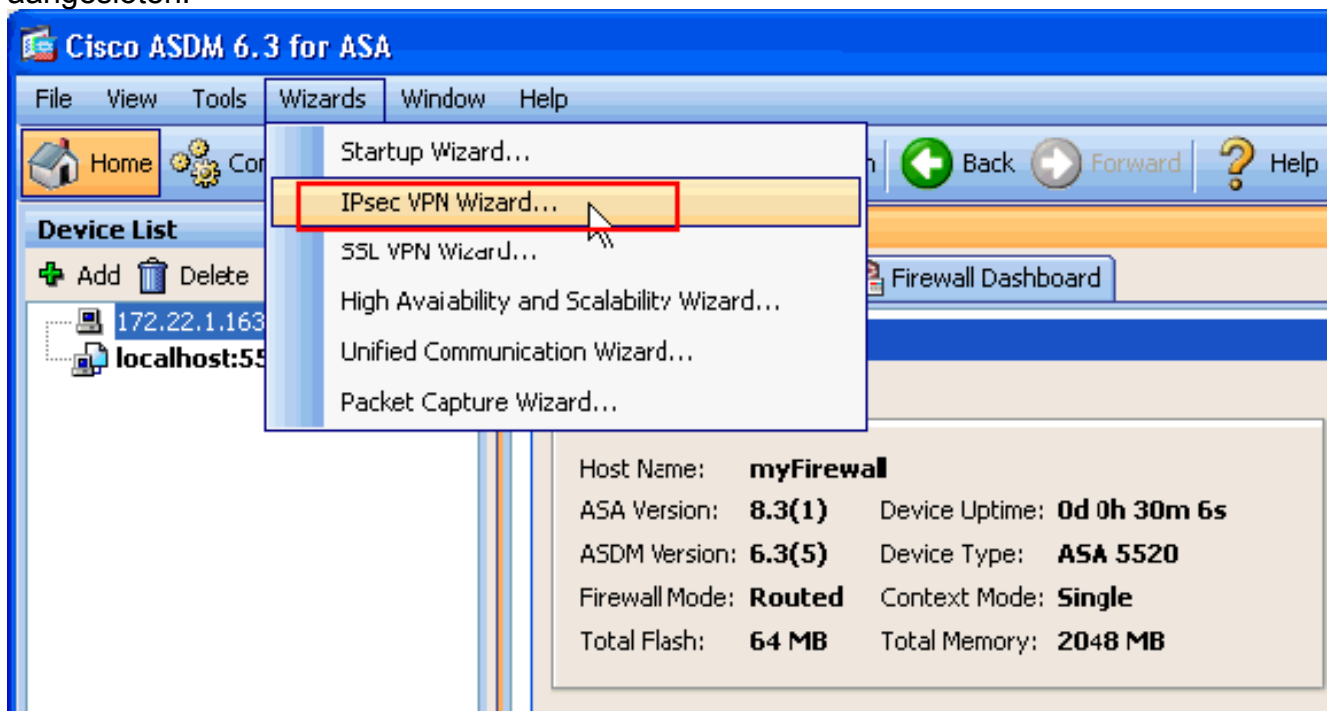 aangesloten.
Cisco ASDM 6.3 for ASA
File View Tools Wizards Window Help
Home Startup Wizard... Back Forward Help
IPsec VPN Wizard...
Device List
SSL VPN Wizard...
Add Delete Firewall Dashboard
High Avaiability and Scalability Wizard...
172.22.1.163
Unified Communication Wizard...
localhost:55
Packet Capture Wizard...
Host Name: myFirewall
ASA Version: 8.3(1) Device Uptime: 0d 0h 30m 6s
ASDM Version: 6.3(5) Device Type: ASA 5520
Firewall Mode: Routed Context Mode: Single
Total Flash: 64 MB Total Memory: 2048 MB